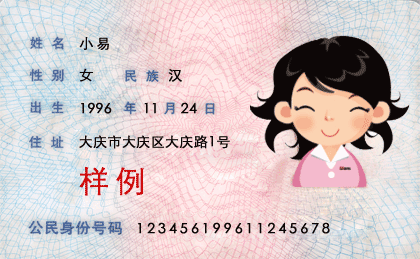 姓名 小易
性别 女 民族 汉
出生 1996 年 11 月 24 日
住址 大庆市大庆区大庆路1号
样例
公民身份号码 123456199611245678